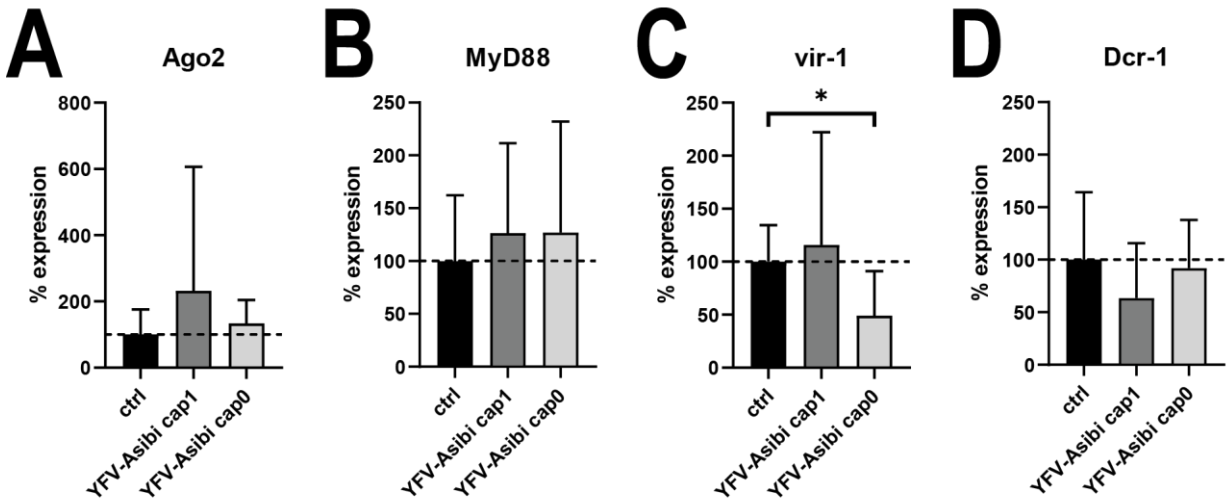 A
Ago2
% expression
800
600
400
200
0
ctrl
YFV-Asibi cap1
YFV-Asibi cap0
B
MyD88
% expression
250
200
150
100
50
0
ctrl
YFV-Asibi cap1
YFV-Asibi cap0
C
vir-1
*
% expression
250
200
150
100
50
0
ctrl
YFV-Asibi cap1
YFV-Asibi cap0
D
Dcr-1
% expression
250
200
150
100
50
0
ctrl
YFV-Asibi cap1
YFV-Asibi cap0